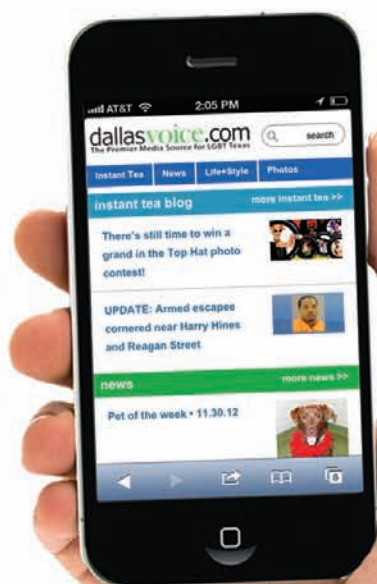 AT&T 2:05 PM
dallasvoice.com search
The Premier Media Source for LGBT Texas
Instant Tea News Life+Style Photos
instant tea blog more instant tea >>
There's still time to win a
grand in the Top Hat photo
contest!
UPDATE: Armed escapee
cornered near Harry Hines
and Reagan Street
news more news >>
Pet of the week • 11.30.12